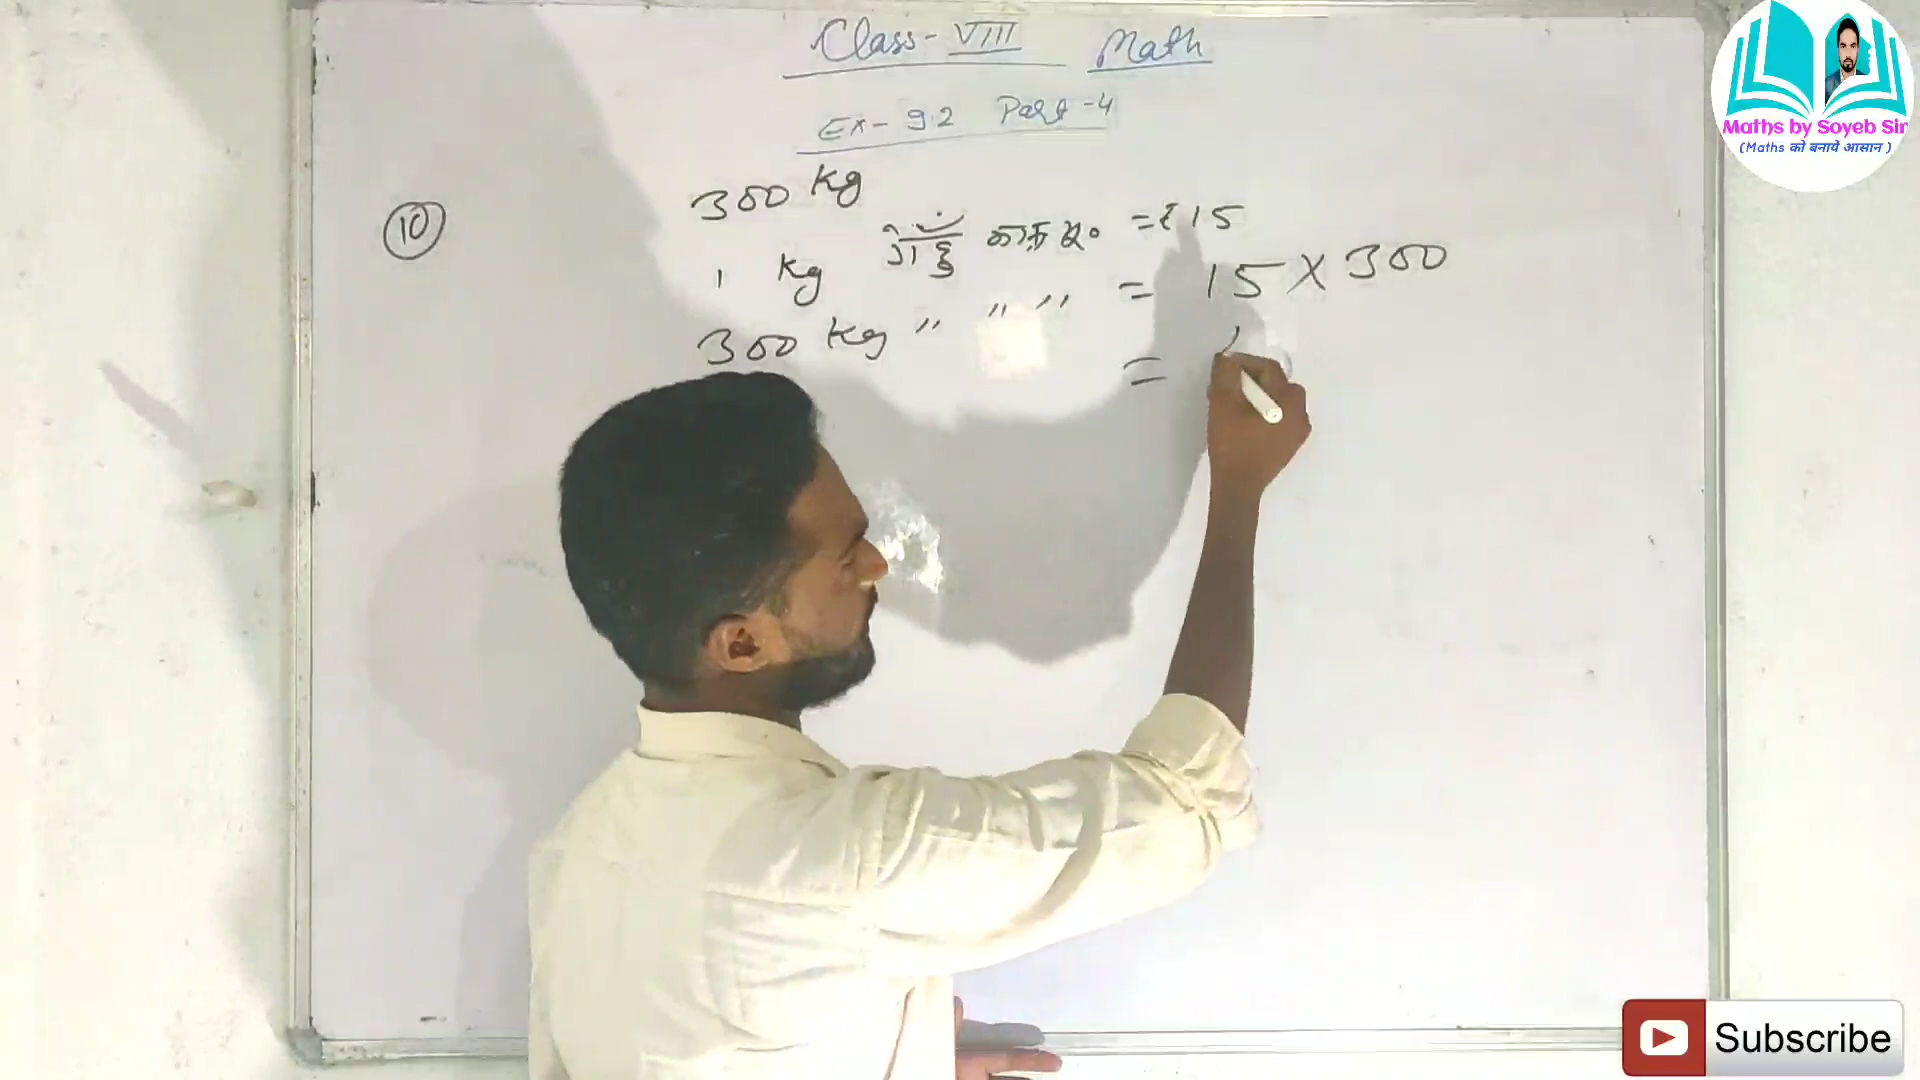 Class- VIII Math
Ex- 9.2 Part-4
10
300 kg
1 kg गेहूँ का क्र० = ₹15
300 kg " " " = 15 × 300
=
Maths by Soyeb Sir
(Maths को बनाये आसान)
Subscribe